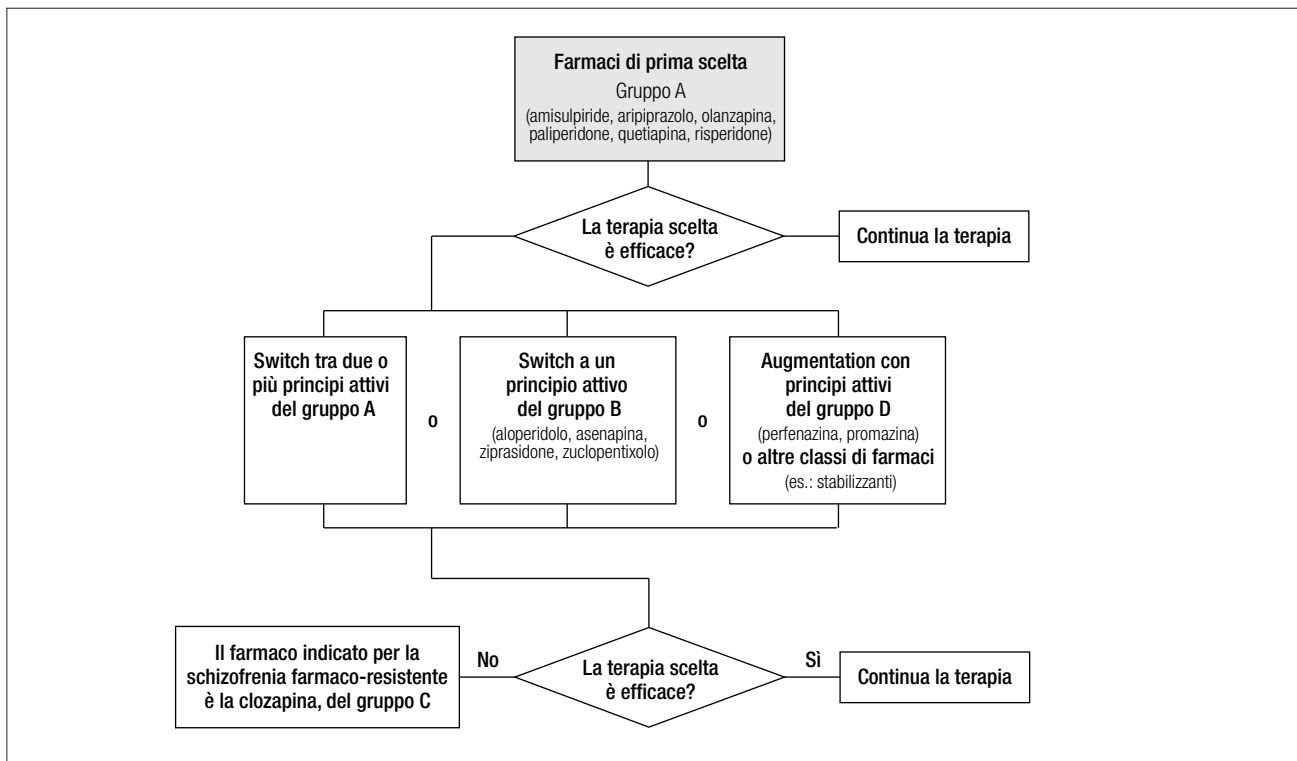 Farmaci di prima scelta
Gruppo A
(amisulpiride, aripiprazolo, olanzapina,
paliperidone, quetiapina, risperidone)
La terapia scelta
è efficace?
Continua la terapia
Switch tra due o
più principi attivi
del gruppo A
o
Switch a un
principio attivo
del gruppo B
(aloperidolo, asenapina,
ziprasidone, zuclopentixolo)
o
Augmentation con
principi attivi
del gruppo D
(perfenazina, promazina)
o altre classi di farmaci
(es.: stabilizzanti)
Il farmaco indicato per la
schizofrenia farmaco-resistente
è la clozapina, del gruppo C
No
La terapia scelta
è efficace?
Sì
Continua la terapia